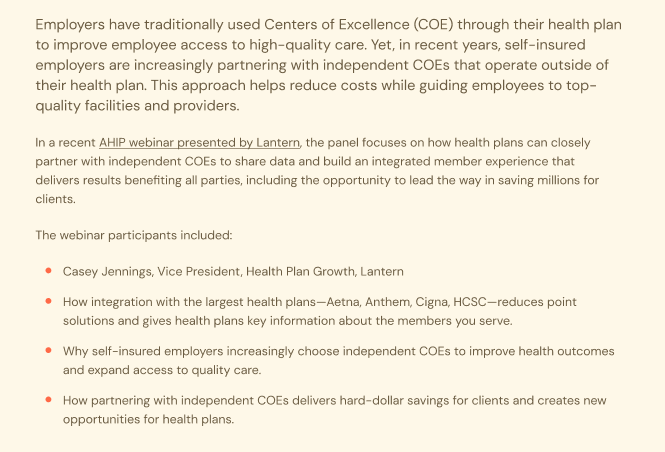 Employers have traditionally used Centers of Excellence (COE) through their health plan
to improve employee access to high-quality care. Yet, in recent years, self-insured
employers are increasingly partnering with independent COEs that operate outside of
their health plan. This approach helps reduce costs while guiding employees to top-
quality facilities and providers.
In a recent AHIP webinar presented by Lantern, the panel focuses on how health plans can closely
partner with independent COEs to share data and build an integrated member experience that
delivers results benefiting all parties, including the opportunity to lead the way in saving millions for
clients.
The webinar participants included:
Casey Jennings, Vice President, Health Plan Growth, Lantern
How integration with the largest health plans—Aetna, Anthem, Cigna, HCSC—reduces point
solutions and gives health plans key information about the members you serve.
Why self-insured employers increasingly choose independent COEs to improve health outcomes
and expand access to quality care.
How partnering with independent COEs delivers hard-dollar savings for clients and creates new
opportunities for health plans.